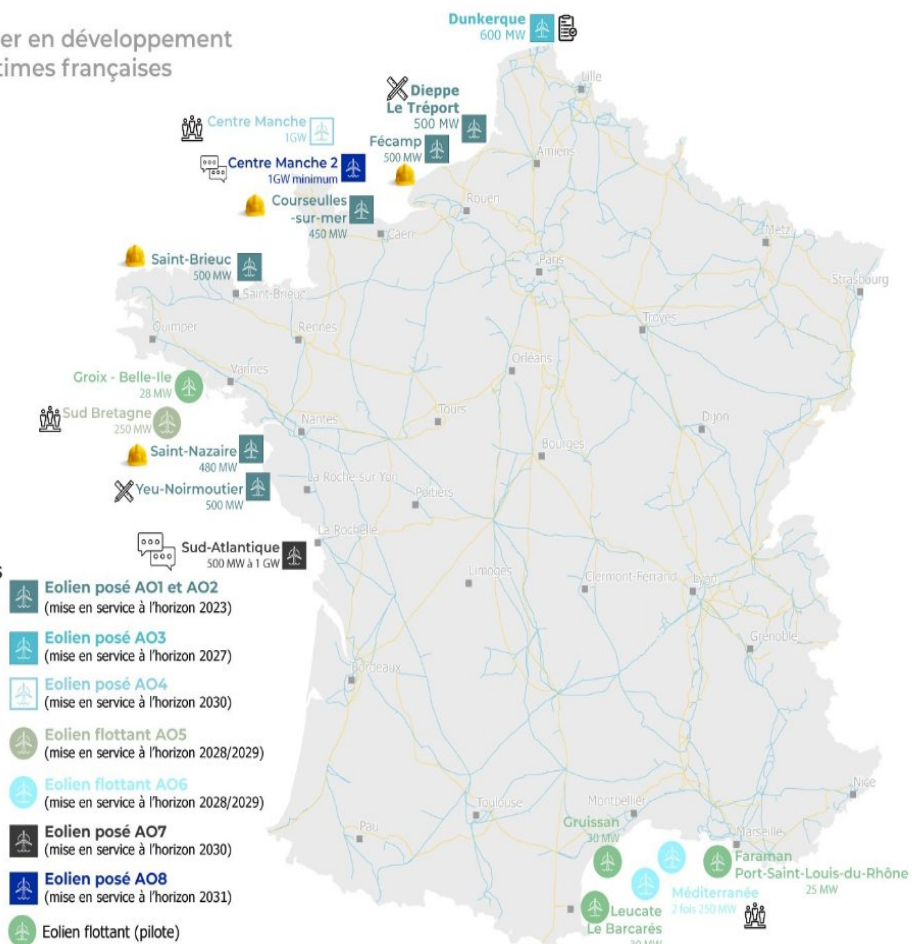 er en développement
times françaises
Dunkerque
600 MW
Lille
Dieppe
Le Tréport
500 MW
Centre Manche
1GW
Fécamp
500 MW
Amiens
Centre Manche 2
1GW minimum
Rouen
Courseulles
-sur-mer
450 MW
Caen
Metz
Paris
Strasbourg
Saint-Brieuc
500 MW
Saint-Brieuc
Troyes
Quimper
Rennes
Orléans
Vannes
Groix - Belle-Ile
28 MW
Sud Bretagne
250 MW
Tours
Dijon
Nantes
Bourges
Saint-Nazaire
480 MW
La Roche sur Yon
Yeu-Noirmoutier
500 MW
Poitiers
La Rochelle
Sud-Atlantique
500 MW à 1 GW
Limoges
Clermont-Ferrand
Lyon
s
Eolien posé AO1 et AO2
(mise en service à l'horizon 2023)
Eolien posé AO3
(mise en service à l'horizon 2027)
Grenoble
Bordeaux
Eolien posé AO4
(mise en service à l'horizon 2030)
Eolien flottant AO5
(mise en service à l'horizon 2028/2029)
Eolien flottant AO6
(mise en service à l'horizon 2028/2029)
Nice
Toulouse
Montpellier
Eolien posé AO7
(mise en service à l'horizon 2030)
Pau
Gruissan
30 MW
Marseille
Faraman
Port-Saint-Louis-du-Rhône
25 MW
Eolien posé AO8
(mise en service à l'horizon 2031)
Méditerranée
2 fois 250 MW
Leucate
Le Barcarés
30 MW
Eolien flottant (pilote)